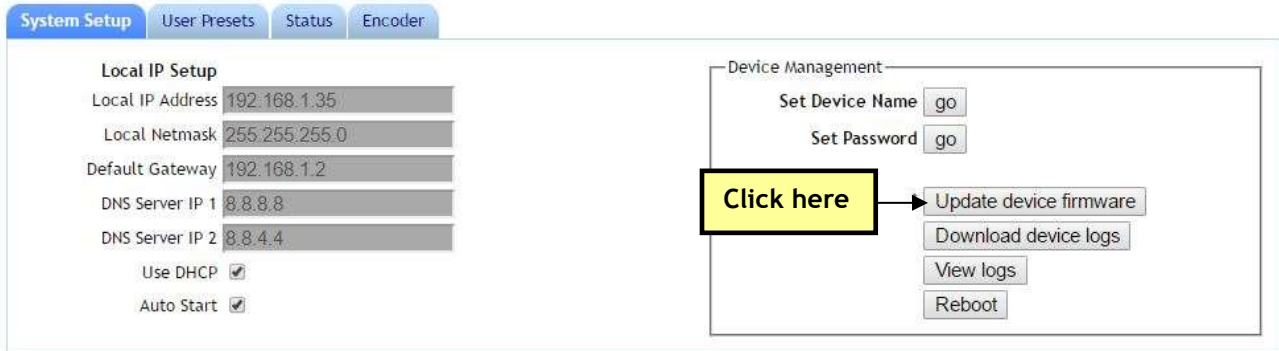 System Setup User Presets Status Encoder
Local IP Setup
Local IP Address 192.168.1.35
Local Netmask 255.255.255.0
Default Gateway 192.168.1.2
DNS Server IP 1 8.8.8.8
DNS Server IP 2 8.8.4.4
Use DHCP
Auto Start
Device Management
Set Device Name go
Set Password go
Click here
Update device firmware
Download device logs
View logs
Reboot